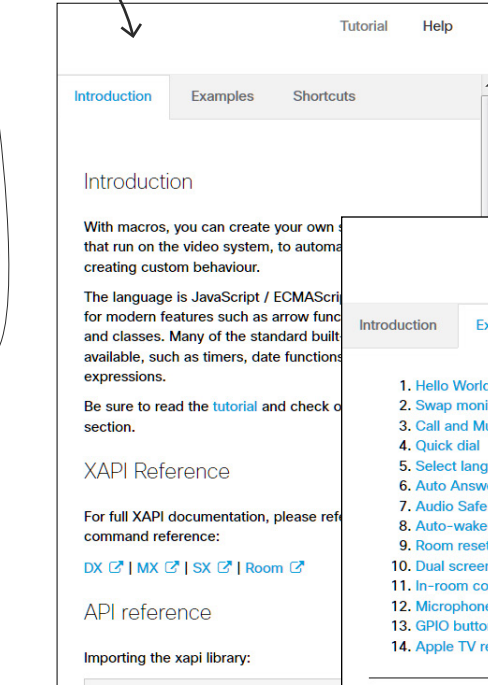 Tutorial Help
Introduction Examples Shortcuts
Introduction
With macros, you can create your own
that run on the video system, to automa
creating custom behaviour.
The language is JavaScript / ECMAScri
for modern features such as arrow func
and classes. Many of the standard built-
available, such as timers, date functions
expressions.
Be sure to read the tutorial and check o
section.
XAPI Reference
For full XAPI documentation, please refe
command reference:
DX | MX | SX | Room
API reference
Importing the xapi library:
Introduction Ex
1. Hello World
2. Swap moni
3. Call and Mu
4. Quick dial
5. Select lang
6. Auto Answe
7. Audio Safe
8. Auto-wake
9. Room reset
10. Dual screen
11. In-room co
12. Microphone
13. GPIO button
14. Apple TV re